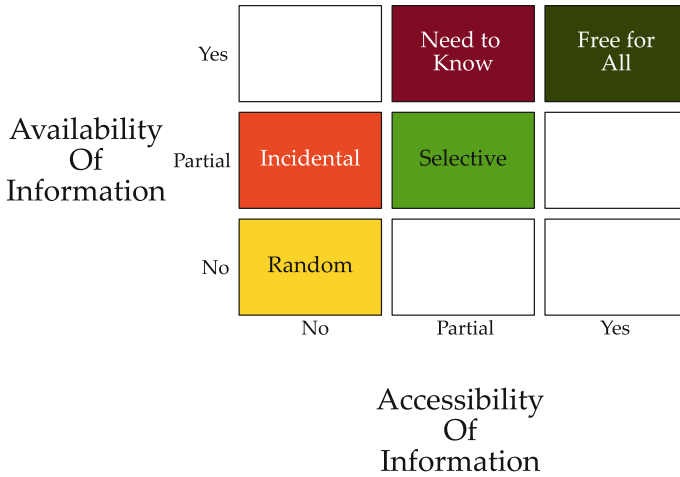 Yes
Need to
Know
Free for
All
Availability
Of
Information
Partial
Incidental
Selective
No
Random
No
Partial
Yes
Accessibility
Of
Information